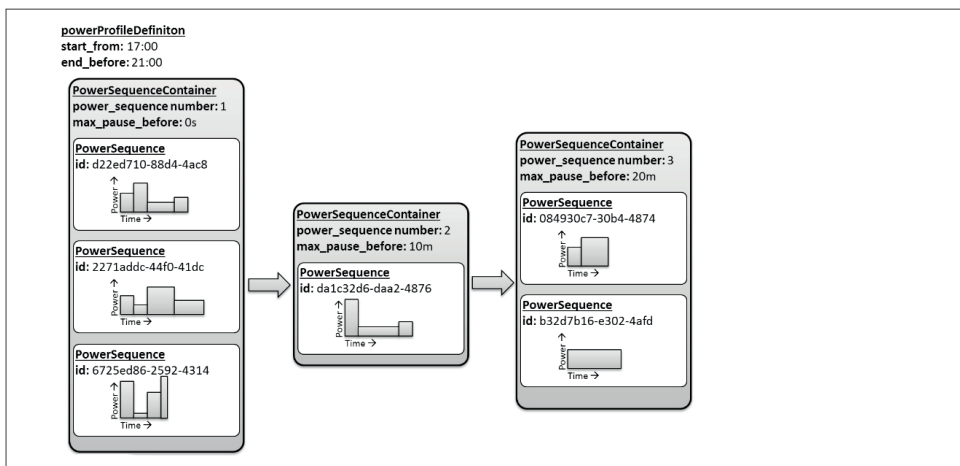 powerProfileDefiniton
start_from: 17:00
end_before: 21:00
PowerSequenceContainer
power_sequence number: 1
max_pause_before: 0s
PowerSequence
id: d22ed710-88d4-4ac8
Power →
Time →
PowerSequence
id: 2271addc-44f0-41dc
Power →
Time →
PowerSequence
id: 6725ed86-2592-4314
Power →
Time →
PowerSequenceContainer
power_sequence number: 2
max_pause_before: 10m
PowerSequence
id: da1c32d6-daa2-4876
Power →
Time →
PowerSequenceContainer
power_sequence number: 3
max_pause_before: 20m
PowerSequence
id: 084930c7-30b4-4874
Power →
Time →
PowerSequence
id: b32d7b16-e302-4afd
Power →
Time →